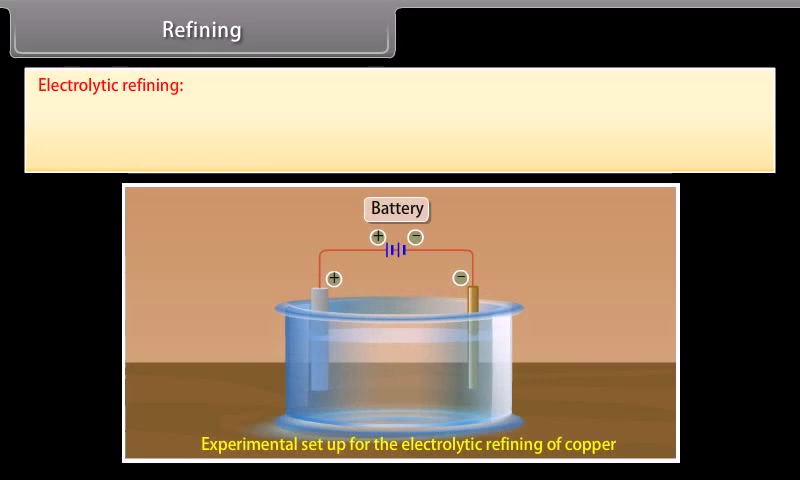 Refining
Electrolytic refining:
Battery
+ −
+ −
Experimental set up for the electrolytic refining of copper